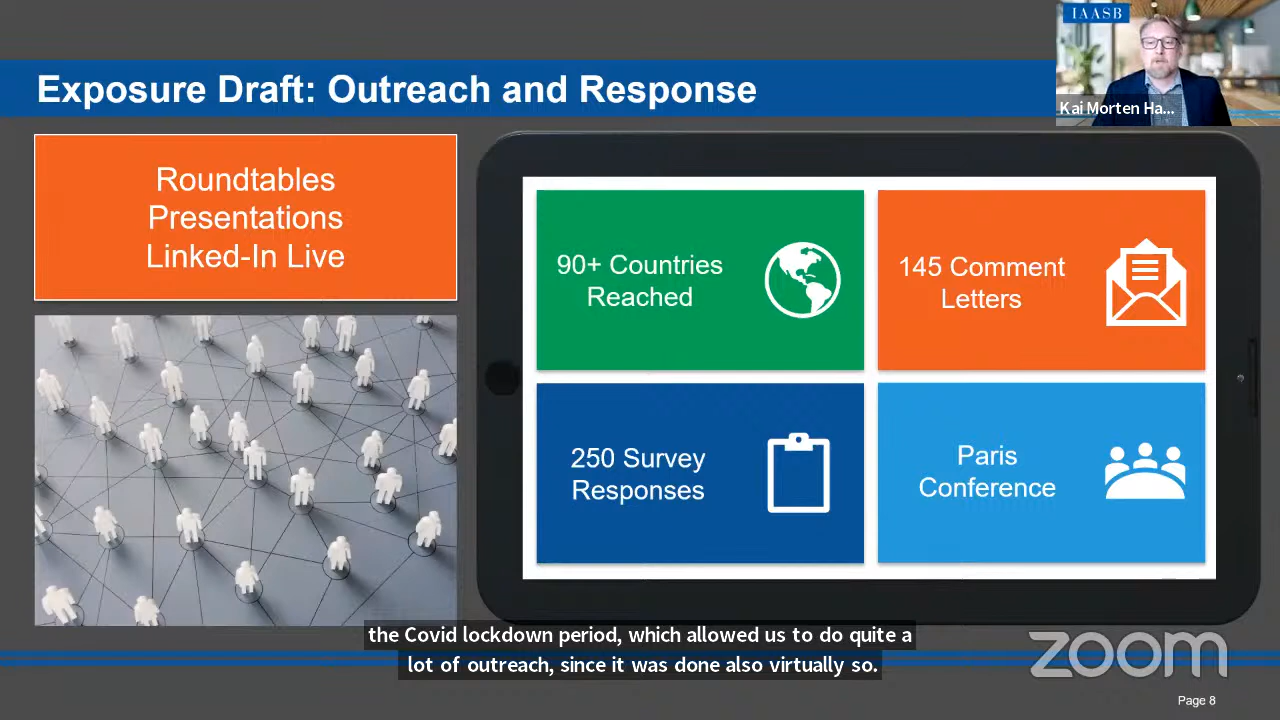 IAASB
Kai Morten Ha...
Exposure Draft: Outreach and Response
Roundtables
Presentations
Linked-In Live
90+ Countries
Reached
145 Comment
Letters
250 Survey
Responses
Paris
Conference
the Covid lockdown period, which allowed us to do quite a
lot of outreach, since it was done also virtually so.
zoom
Page 8